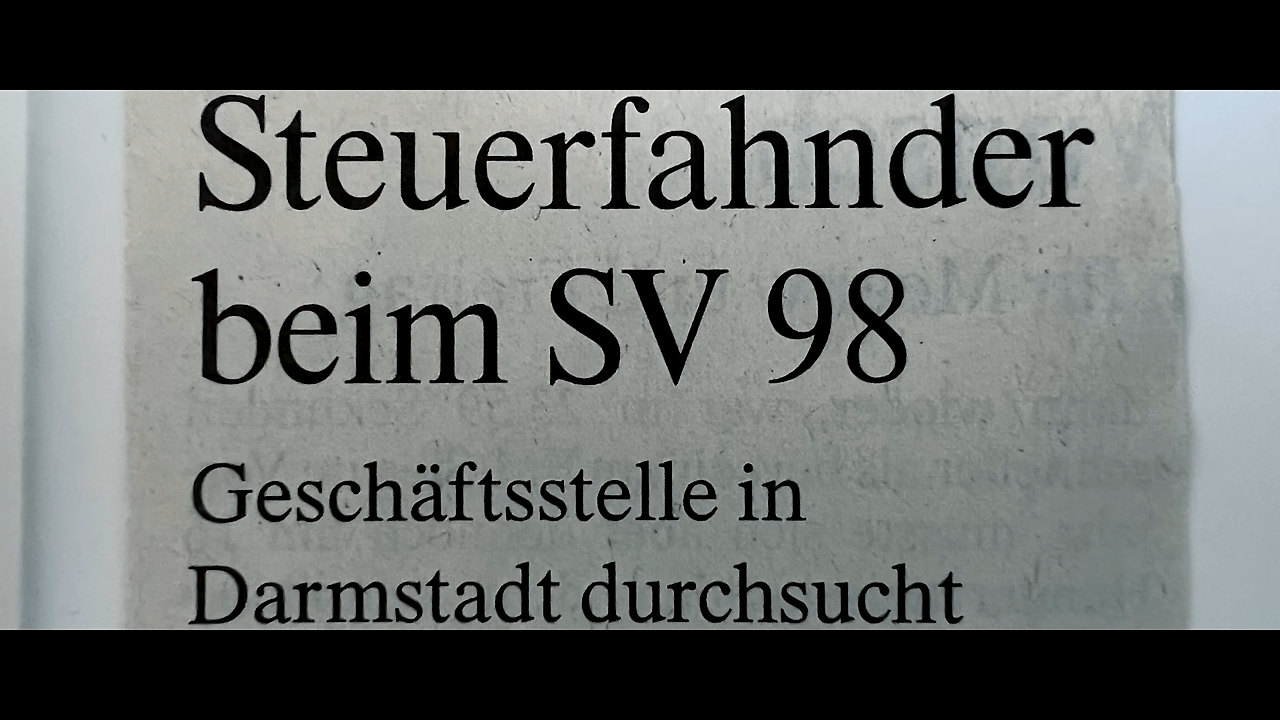 Steuerfahnder
beim SV 98
Geschäftsstelle in
Darmstadt durchsucht